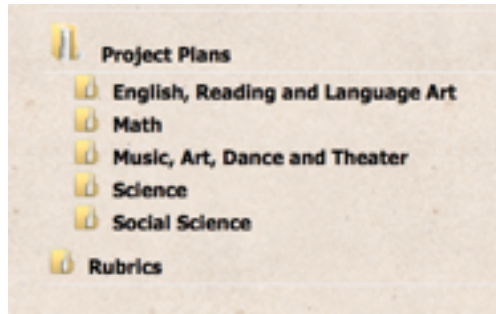 Project Plans
English, Reading and Language Art
Math
Music, Art, Dance and Theater
Science
Social Science
Rubrics